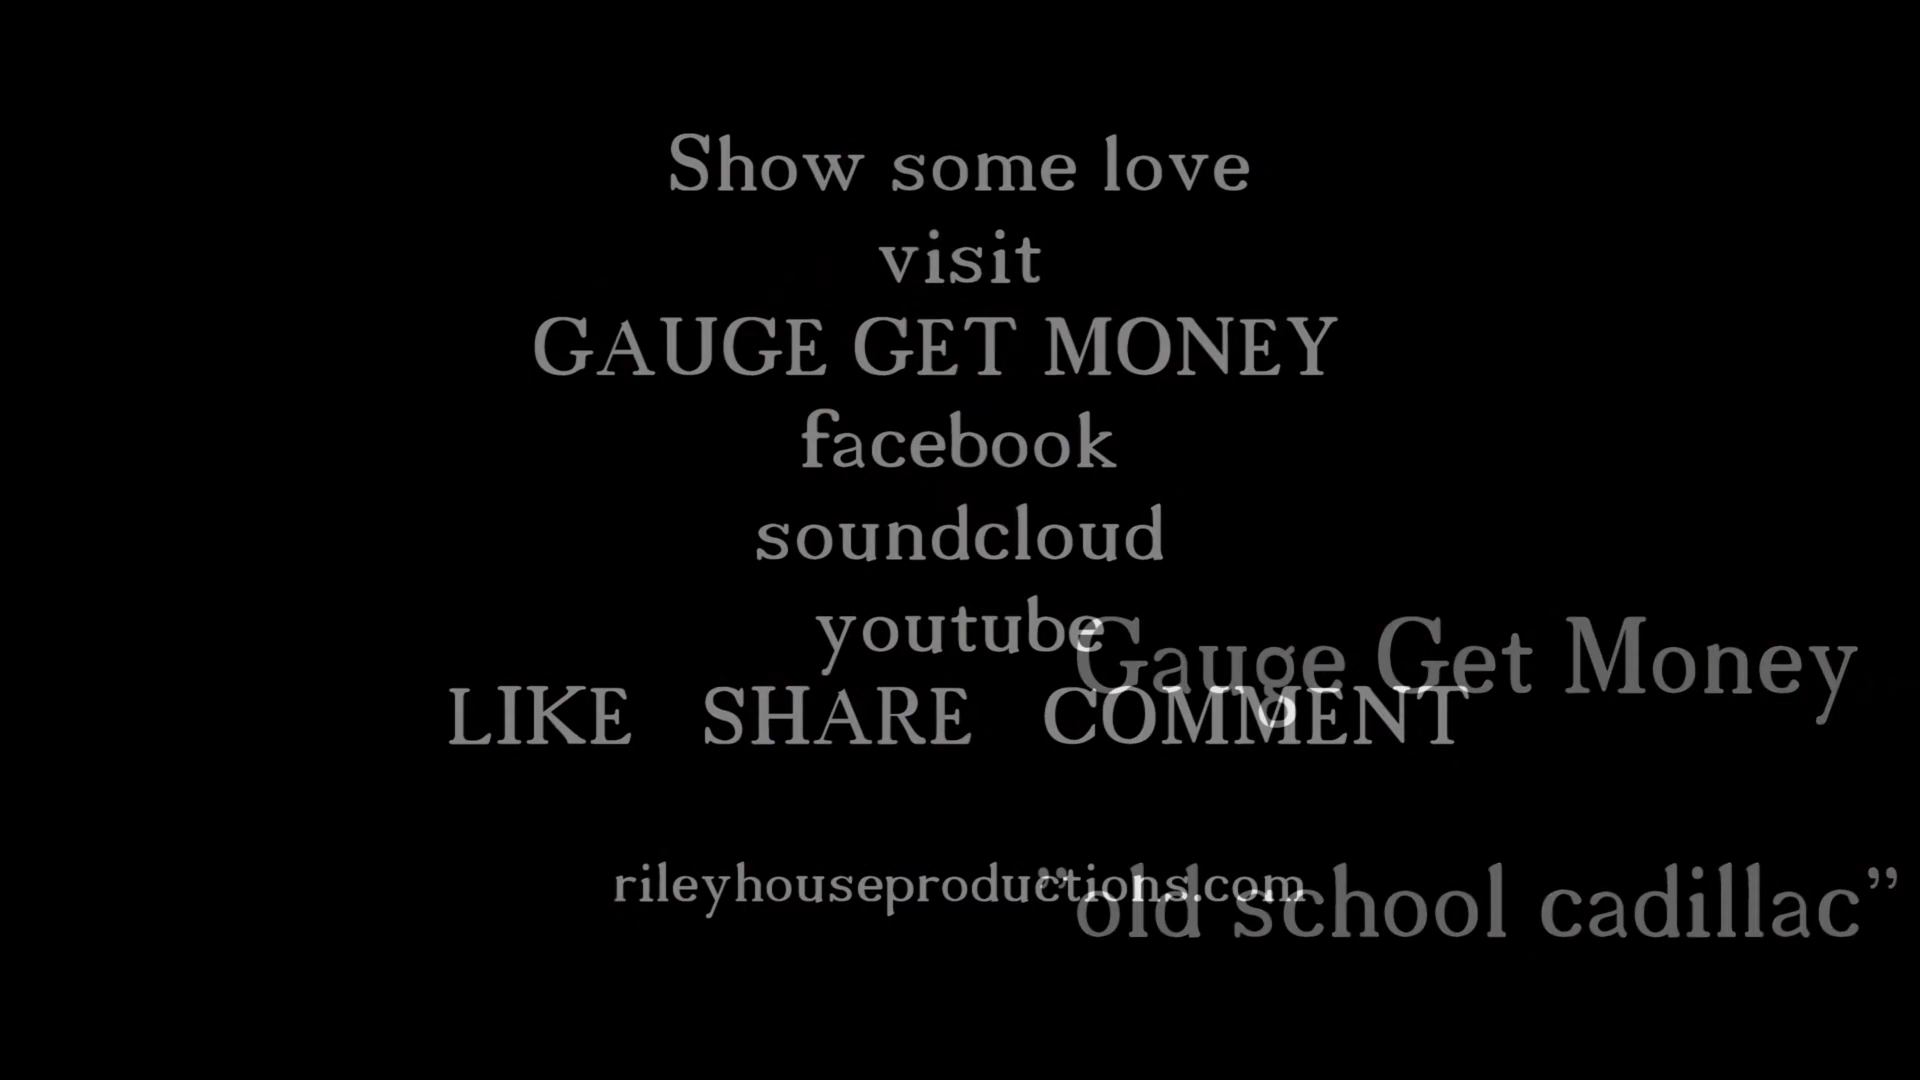 Show some love
visit
GAUGE GET MONEY
facebook
soundcloud
youtube
Gauge Get Money
LIKE SHARE COMMENT
rileyhouseproductions.com
”old school cadillac”